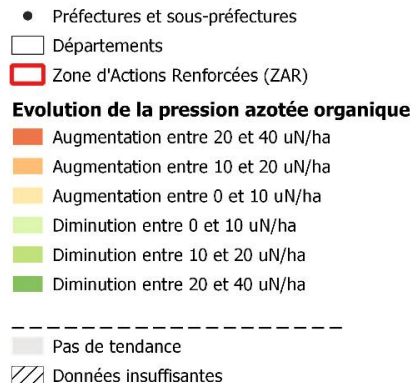 Préfectures et sous-préfectures
Départements
Zone d'Actions Renforcées (ZAR)
Evolution de la pression azotée organique
Augmentation entre 20 et 40 uN/ha
Augmentation entre 10 et 20 uN/ha
Augmentation entre 0 et 10 uN/ha
Diminution entre 0 et 10 uN/ha
Diminution entre 10 et 20 uN/ha
Diminution entre 20 et 40 uN/ha
Pas de tendance
Données insuffisantes